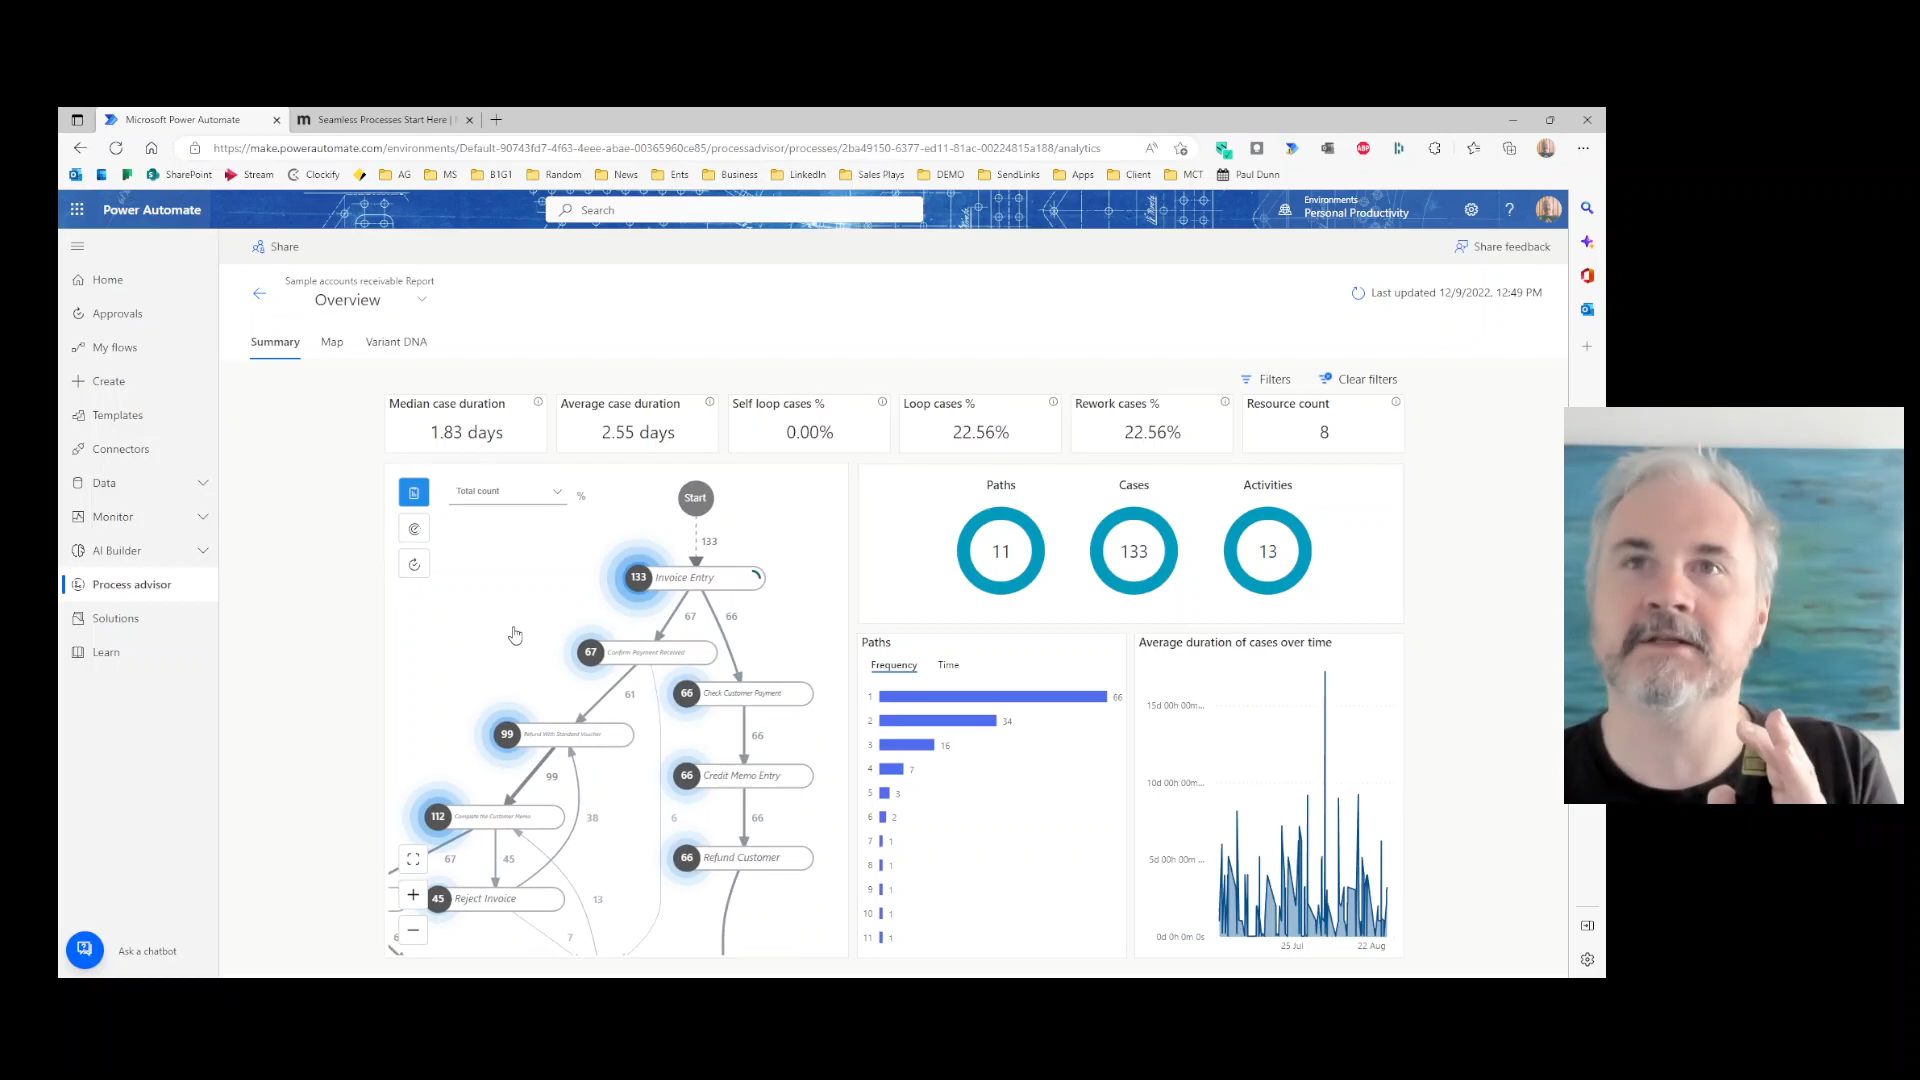 Microsoft Power Automate
Seamless Processes Start Here |
https://make.powerautomate.com/environments/Default-90743fd7-4f63-4eee-abae-00365960ce85/processadvisor/processes/2ba49150-6377-ed11-81ac-00224815a188/analytics
SharePoint Stream Clockify AG MS B1G1 Random News Ents Business LinkedIn Sales Plays DEMO SendLinks Apps Client MCT Paul Dunn
Power Automate
Search
Environments
Personal Productivity
?
Share
Share feedback
Home
Approvals
My flows
Create
Templates
Connectors
Data
Monitor
AI Builder
Process advisor
Solutions
Learn
Ask a chatbot
Sample accounts receivable Report
Overview
Last updated 12/9/2022, 12:49 PM
Summary Map Variant DNA
Filters Clear filters
Median case duration
1.83 days
Average case duration
2.55 days
Self loop cases %
0.00%
Loop cases %
22.56%
Rework cases %
22.56%
Resource count
8
Total count
%
Start
133
133 Invoice Entry
67 66
67 Confirm Payment Received
61
66 Check Customer Payment
99 Refund With Standard Voucher
66
99
66 Credit Memo Entry
112 Complete the Customer Memo
38 6 66
67 45
66 Refund Customer
45 Reject Invoice
13
7
Paths
11
Cases
133
Activities
13
Paths
Frequency Time
1 66
2 34
3 16
4 7
5 3
6 2
7 1
8 1
9 1
10 1
11 1
Average duration of cases over time
15d 00h 00m...
10d 00h 00m...
5d 00h 00m ...
0d 0h 0m 0s
25 Jul 22 Aug